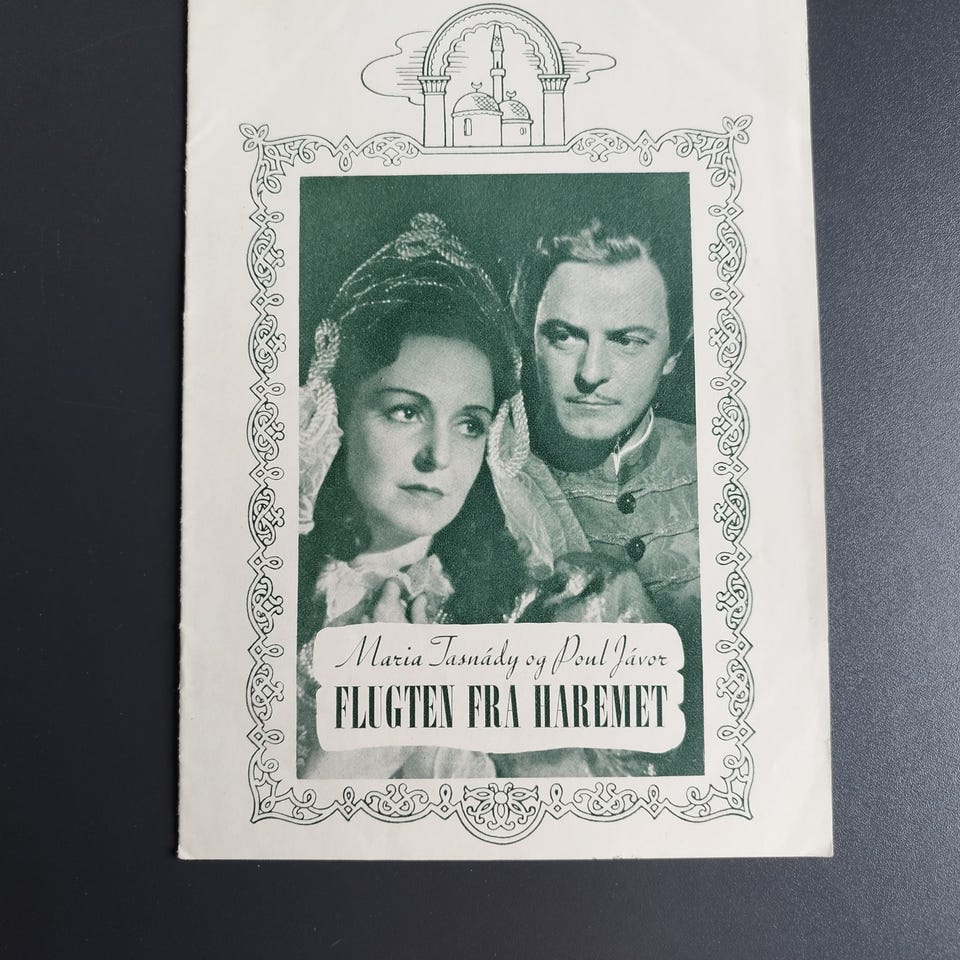 Maria Tasnády og Poul Jávor
FLUGTEN FRA HAREMET